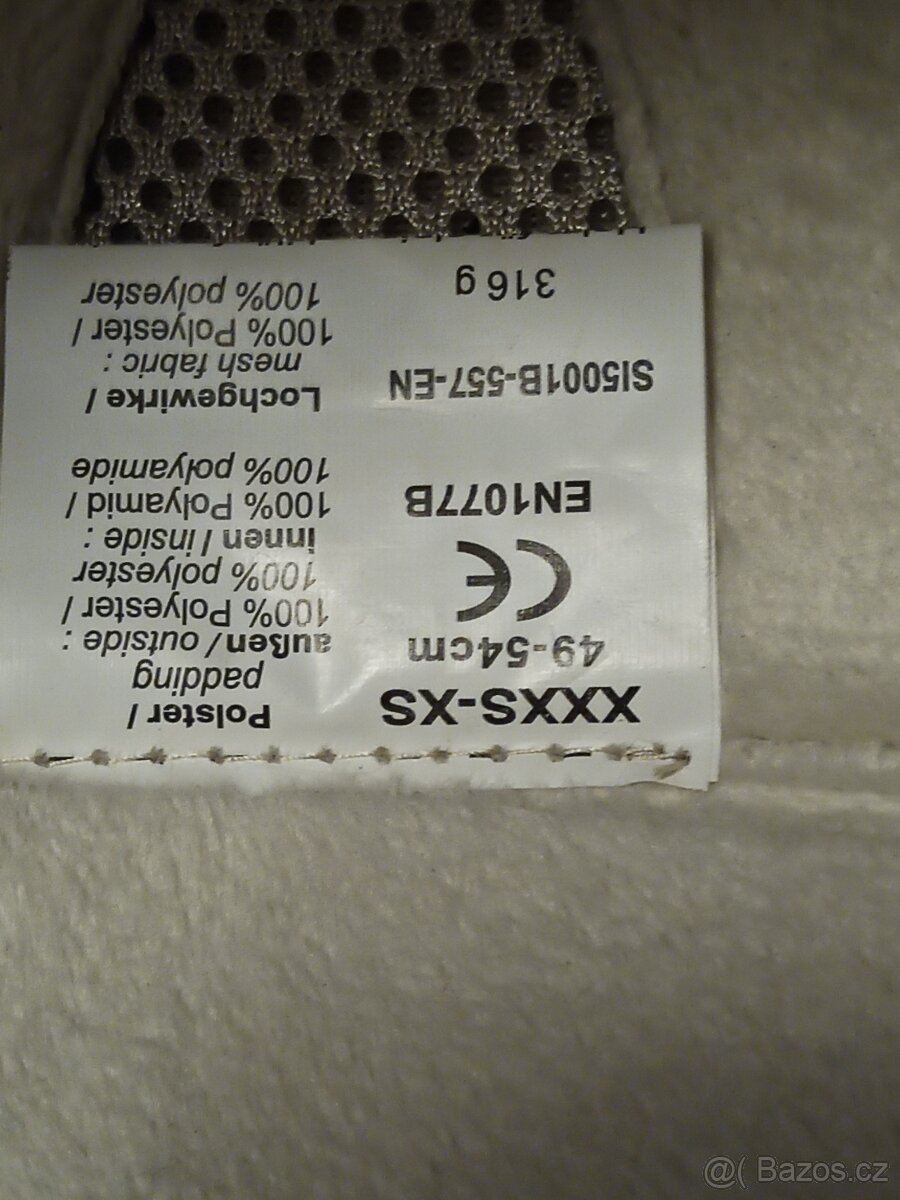 XXXS-XS
49-54cm
CE
EN1077B
SI5001B-557-EN
316 g
Polster /
padding
außen / outside :
100% Polyester /
100% polyester
innen / inside :
100% Polyamid /
100% polyamide
Lochgewirke /
mesh fabric :
100% Polyester /
100% polyester
@( Bazos.cz